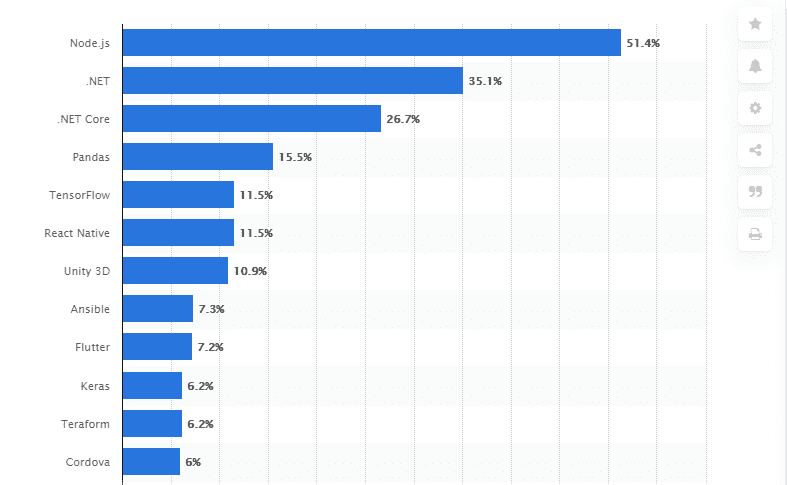 Node.js 51.4%
.NET 35.1%
.NET Core 26.7%
Pandas 15.5%
TensorFlow 11.5%
React Native 11.5%
Unity 3D 10.9%
Ansible 7.3%
Flutter 7.2%
Keras 6.2%
Teraform 6.2%
Cordova 6%